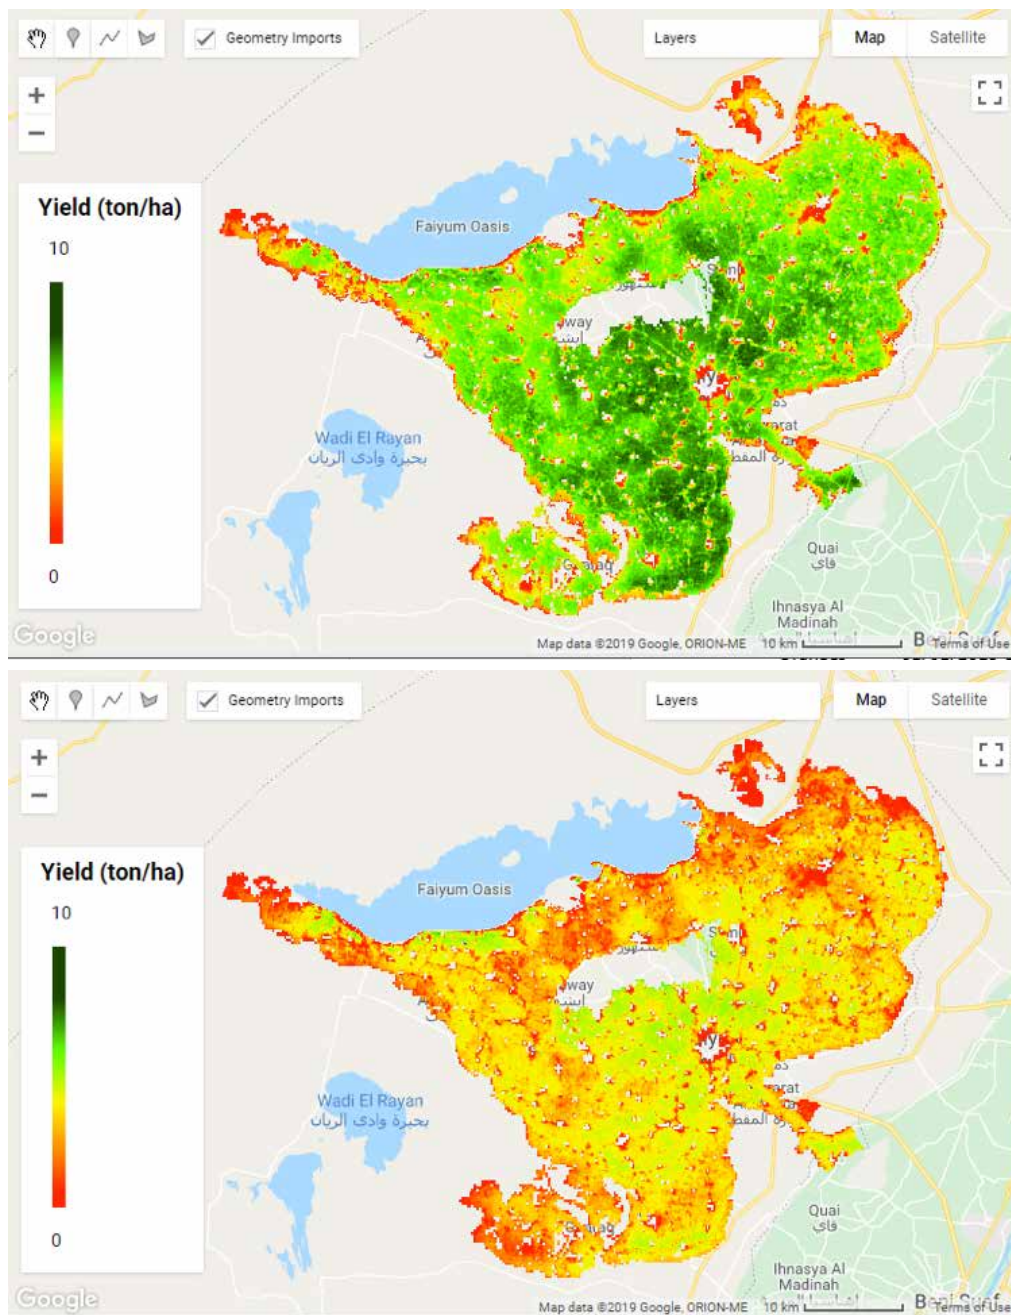 Geometry Imports
Layers
Map
Satellite
+
−
Yield (ton/ha)
10
0
Faiyum Oasis
Wadi El Rayan
بحيرة وادى الريان
Quai
قاي
Ihnasya Al
Madinah
Google
Map data ©2019 Google, ORION-ME
10 km
Terms of Use
Geometry Imports
Layers
Map
Satellite
+
−
Yield (ton/ha)
10
0
Faiyum Oasis
Wadi El Rayan
بحيرة وادى الريان
Quai
قاي
Ihnasya Al
Madinah
Google
Map data ©2019 Google, ORION-ME
10 km
Terms of Use